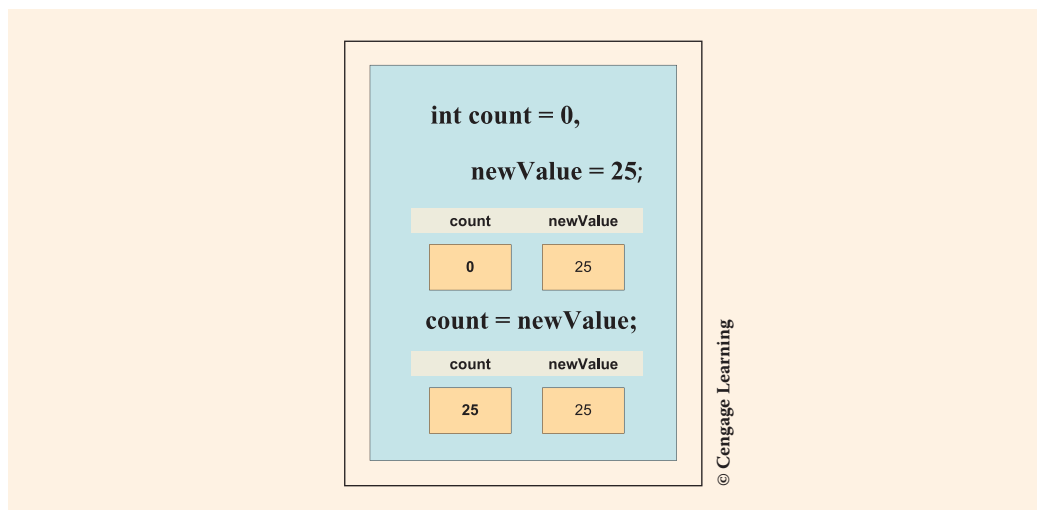 int count = 0,
newValue = 25;
count newValue
0 25
count = newValue;
count newValue
25 25
© Cengage Learning